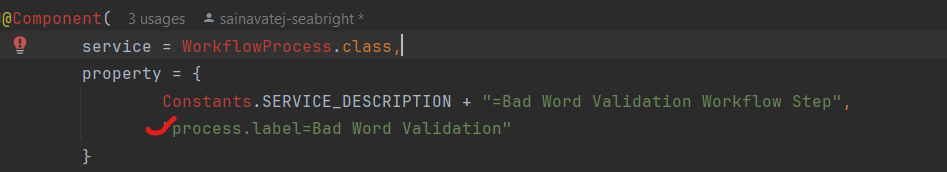 @Component( 3 usages sainavatej-seabright *
service = WorkflowProcess.class,
property = {
Constants.SERVICE_DESCRIPTION + "=Bad Word Validation Workflow Step",
"process.label=Bad Word Validation"
}